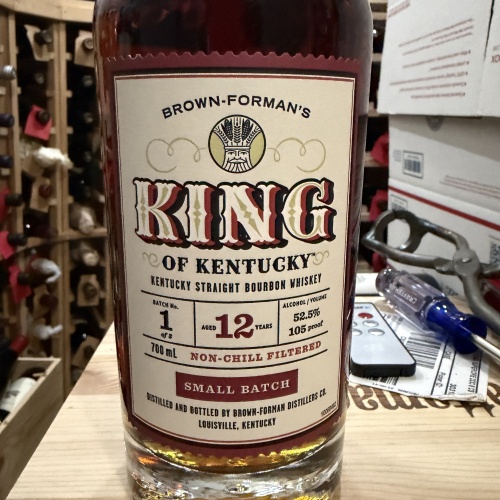 BROWN-FORMAN'S
KING
OF KENTUCKY
KENTUCKY STRAIGHT BOURBON WHISKEY
BATCH No.
1
of 3
AGED 12 YEARS
ALCOHOL / VOLUME
52.5%
105 proof
700 mL
NON-CHILL FILTERED
SMALL BATCH
DISTILLED AND BOTTLED BY BROWN-FORMAN DISTILLERS CO.
LOUISVILLE, KENTUCKY